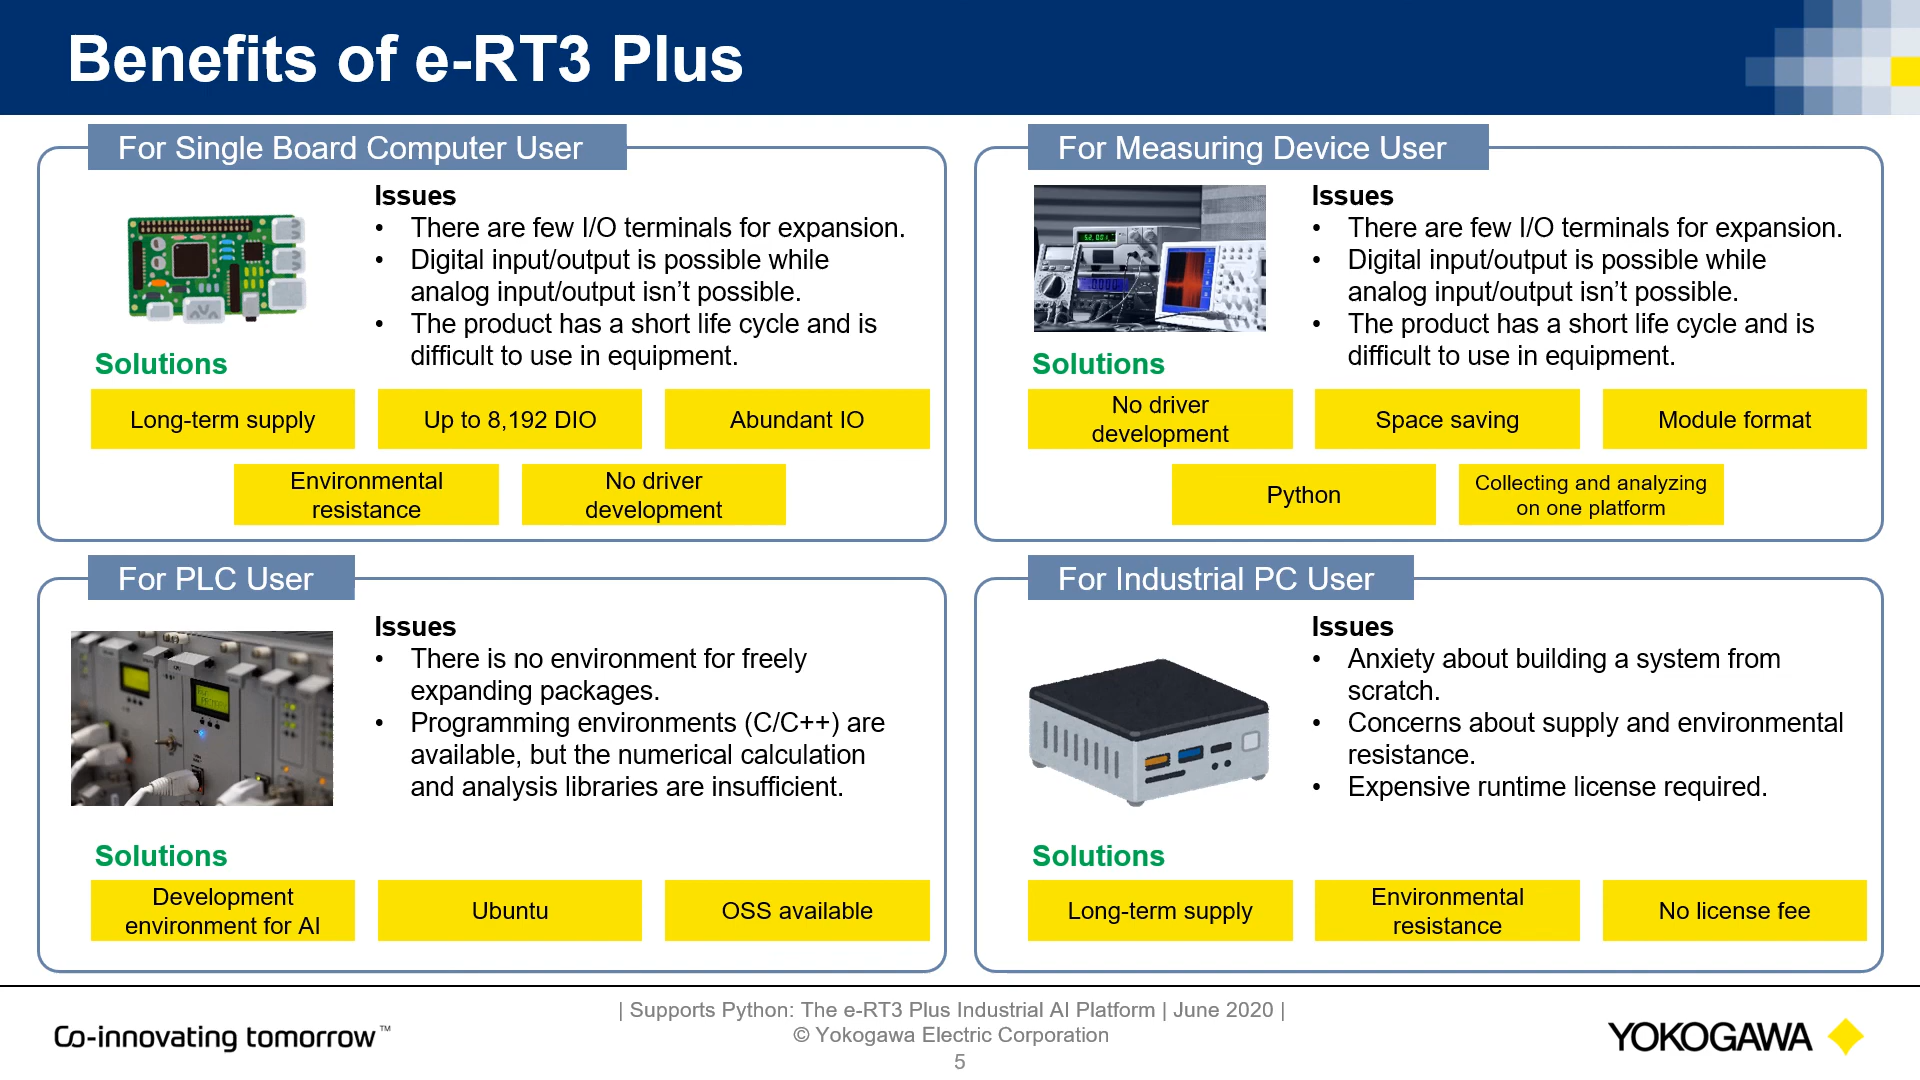 Benefits of e-RT3 Plus
For Single Board Computer User
Issues
• There are few I/O terminals for expansion.
• Digital input/output is possible while
analog input/output isn’t possible.
• The product has a short life cycle and is
difficult to use in equipment.
Solutions
Long-term supply
Up to 8,192 DIO
Abundant IO
Environmental
resistance
No driver
development
For Measuring Device User
Issues
• There are few I/O terminals for expansion.
• Digital input/output is possible while
analog input/output isn’t possible.
• The product has a short life cycle and is
difficult to use in equipment.
Solutions
No driver
development
Space saving
Module format
Python
Collecting and analyzing
on one platform
For PLC User
Issues
• There is no environment for freely
expanding packages.
• Programming environments (C/C++) are
available, but the numerical calculation
and analysis libraries are insufficient.
Solutions
Development
environment for AI
Ubuntu
OSS available
For Industrial PC User
Issues
• Anxiety about building a system from
scratch.
• Concerns about supply and environmental
resistance.
• Expensive runtime license required.
Solutions
Long-term supply
Environmental
resistance
No license fee
Co-innovating tomorrow™
| Supports Python: The e-RT3 Plus Industrial AI Platform | June 2020 |
© Yokogawa Electric Corporation
5
YOKOGAWA